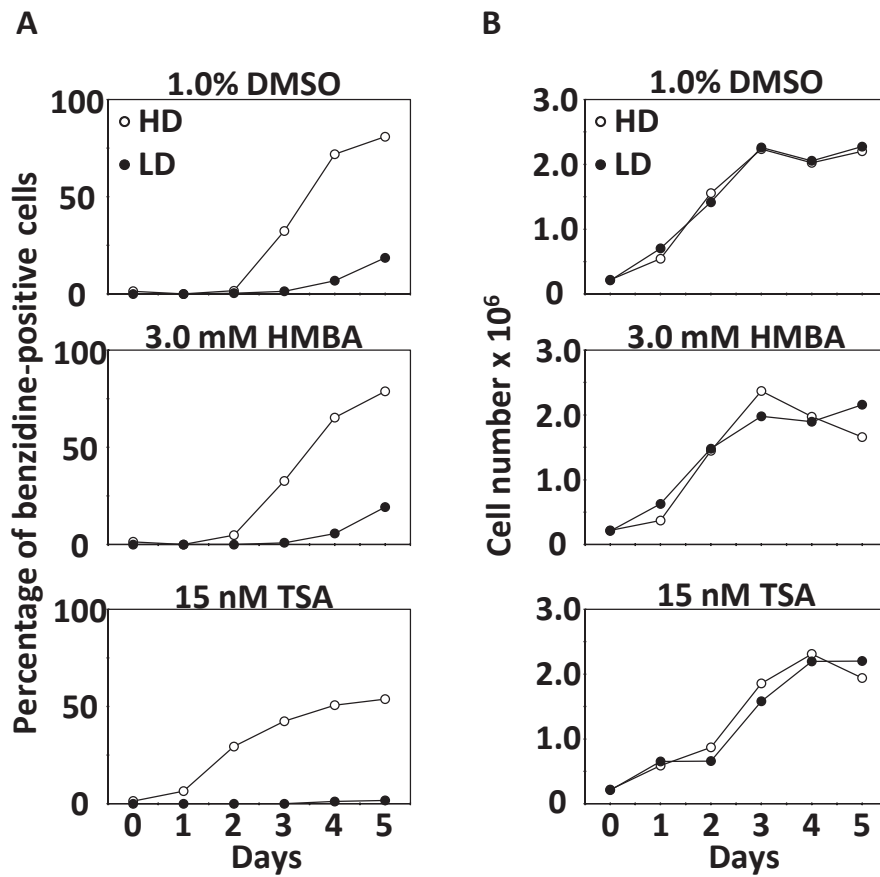 A
Percentage of benzidine-positive cells
1.0% DMSO
100
50
0
HD
LD
3.0 mM HMBA
100
50
0
15 nM TSA
100
50
0
0 1 2 3 4 5
Days
B
Cell number x 10⁶
1.0% DMSO
3.0
2.0
1.0
0
HD
LD
3.0 mM HMBA
3.0
2.0
1.0
0
15 nM TSA
3.0
2.0
1.0
0
0 1 2 3 4 5
Days